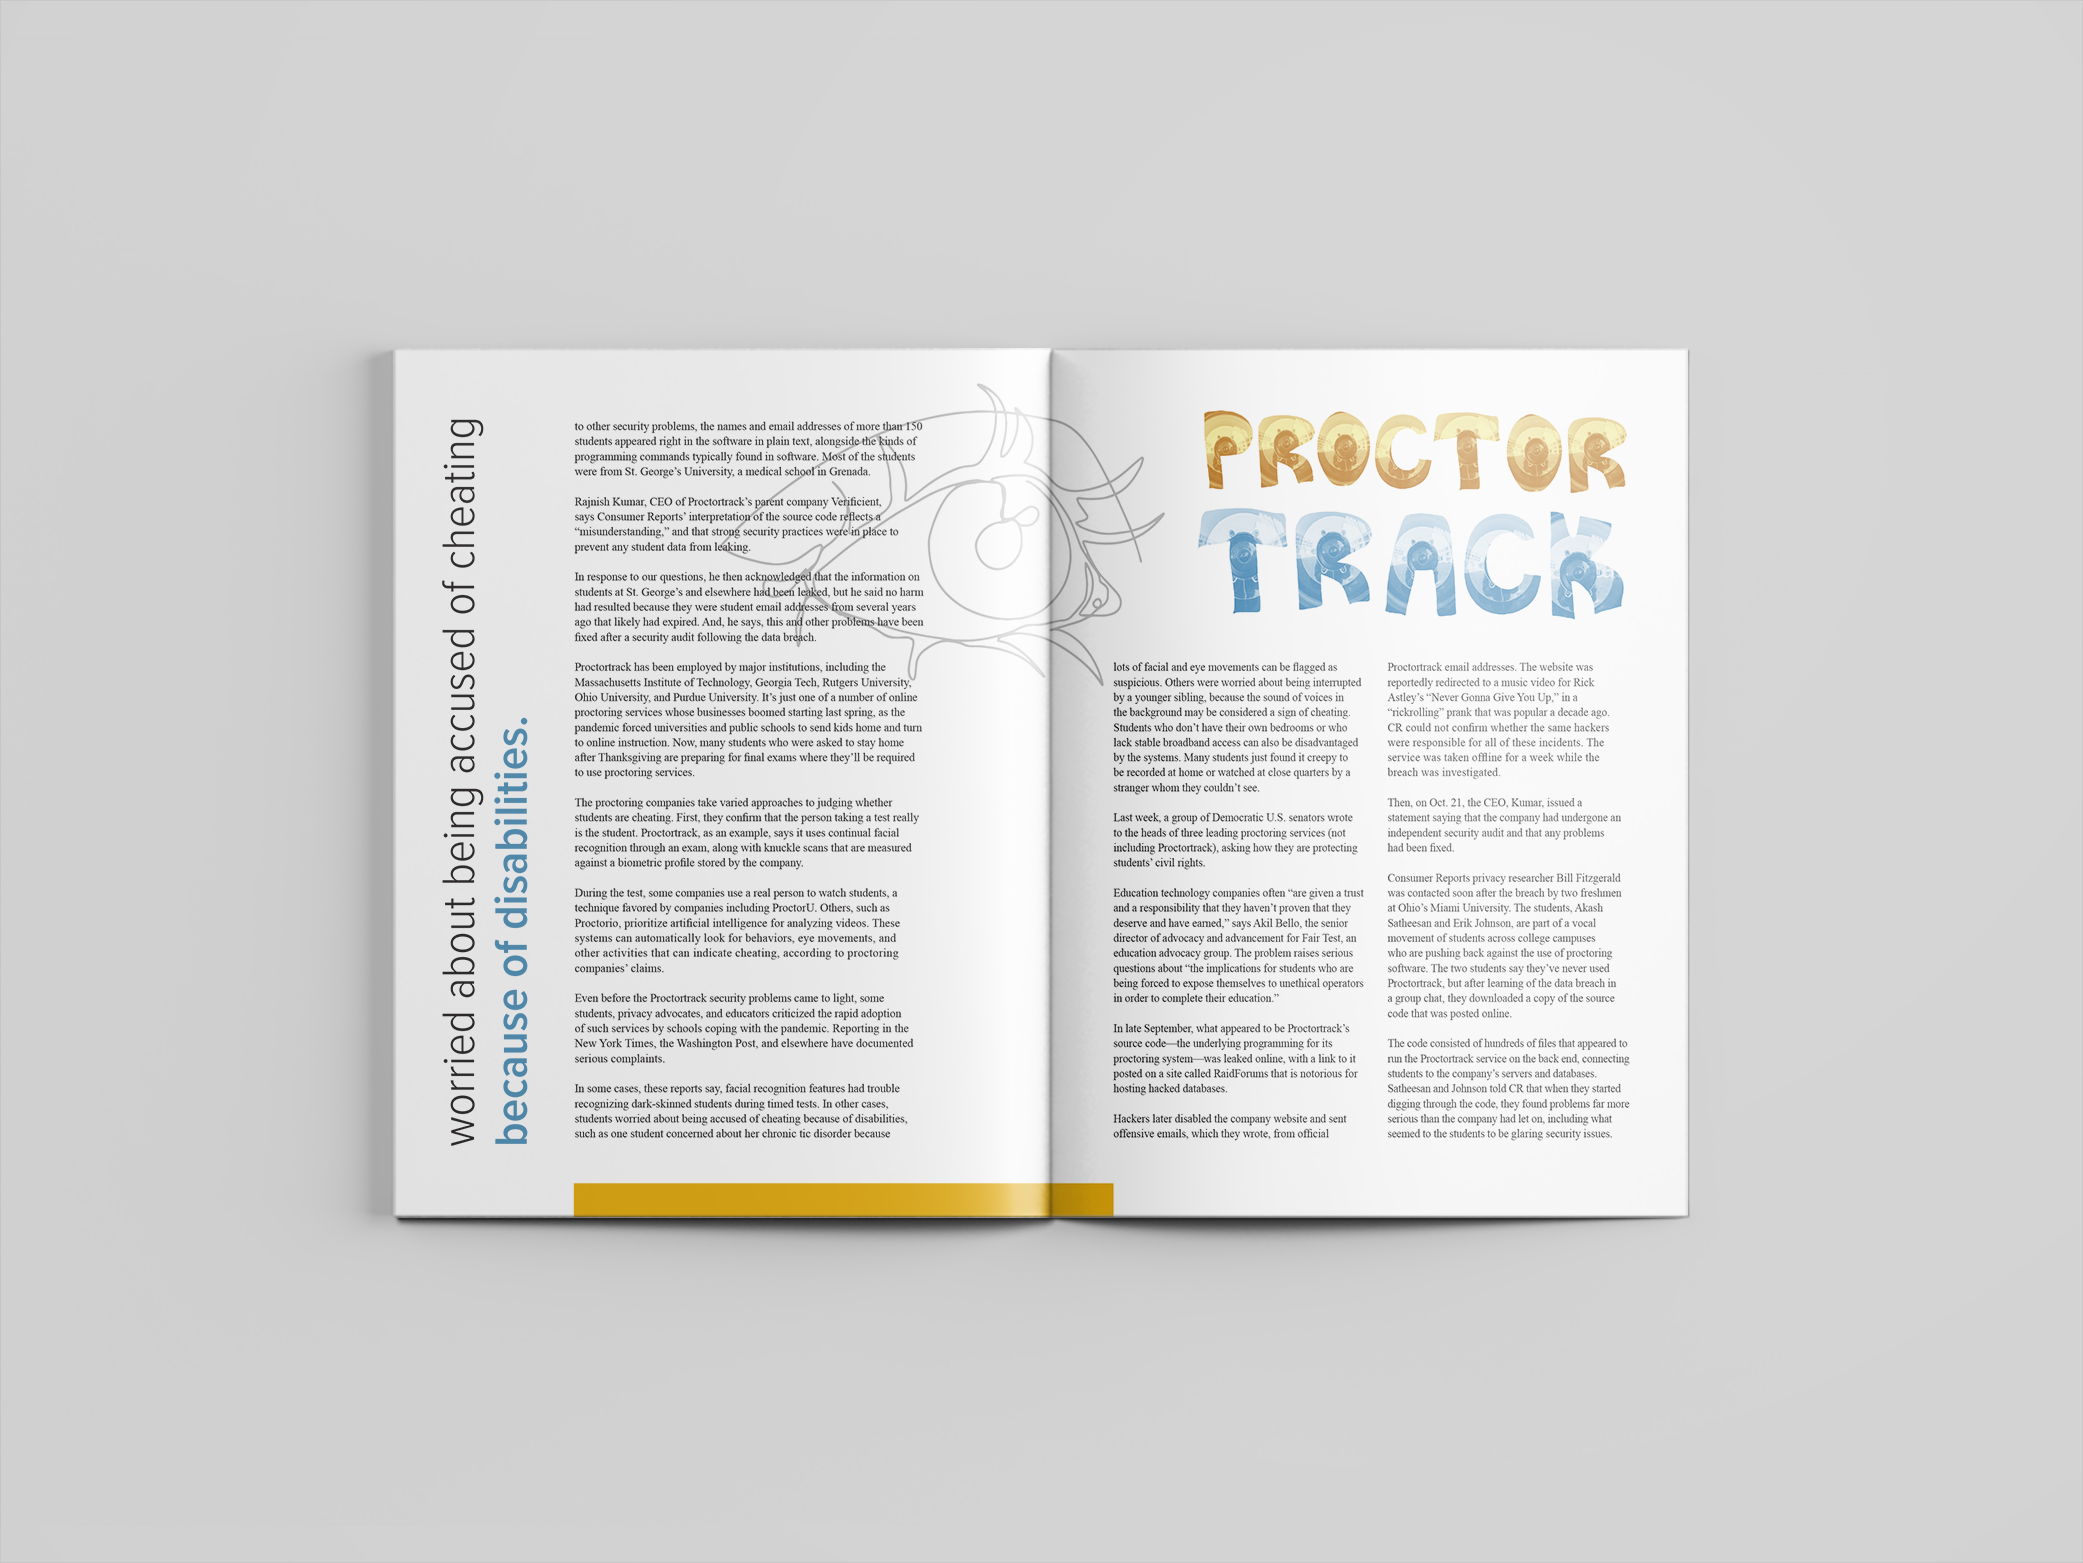 worried about being accused of cheating
because of disabilities.
to other security problems, the names and email addresses of more than 150
students appeared right in the software in plain text, alongside the kinds of
programming commands typically found in software. Most of the students
were from St. George’s University, a medical school in Grenada.
Rajnish Kumar, CEO of Proctortrack’s parent company Verificient,
says Consumer Reports’ interpretation of the source code reflects a
“misunderstanding,” and that strong security practices were in place to
prevent any student data from leaking.
In response to our questions, he then acknowledged that the information on
students at St. George’s and elsewhere had been leaked, but he said no harm
had resulted because they were student email addresses from several years
ago that likely had expired. And, he says, this and other problems have been
fixed after a security audit following the data breach.
Proctortrack has been employed by major institutions, including the
Massachusetts Institute of Technology, Georgia Tech, Rutgers University,
Ohio University, and Purdue University. It’s just one of a number of online
proctoring services whose businesses boomed starting last spring, as the
pandemic forced universities and public schools to send kids home and turn
to online instruction. Now, many students who were asked to stay home
after Thanksgiving are preparing for final exams where they’ll be required
to use proctoring services.
The proctoring companies take varied approaches to judging whether
students are cheating. First, they confirm that the person taking a test really
is the student. Proctortrack, as an example, says it uses continual facial
recognition through an exam, along with knuckle scans that are measured
against a biometric profile stored by the company.
During the test, some companies use a real person to watch students, a
technique favored by companies including ProctorU. Others, such as
Proctorio, prioritize artificial intelligence for analyzing videos. These
systems can automatically look for behaviors, eye movements, and
other activities that can indicate cheating, according to proctoring
companies’ claims.
Even before the Proctortrack security problems came to light, some
students, privacy advocates, and educators criticized the rapid adoption
of such services by schools coping with the pandemic. Reporting in the
New York Times, the Washington Post, and elsewhere have documented
serious complaints.
In some cases, these reports say, facial recognition features had trouble
recognizing dark-skinned students during timed tests. In other cases,
students worried about being accused of cheating because of disabilities,
such as one student concerned about her chronic tic disorder because
PROCTOR
TRACK
lots of facial and eye movements can be flagged as
suspicious. Others were worried about being interrupted
by a younger sibling, because the sound of voices in
the background may be considered a sign of cheating.
Students who don’t have their own bedrooms or who
lack stable broadband access can also be disadvantaged
by the systems. Many students just found it creepy to
be recorded at home or watched at close quarters by a
stranger whom they couldn’t see.
Last week, a group of Democratic U.S. senators wrote
to the heads of three leading proctoring services (not
including Proctortrack), asking how they are protecting
students’ civil rights.
Education technology companies often “are given a trust
and a responsibility that they haven’t proven that they
deserve and have earned,” says Akil Bello, the senior
director of advocacy and advancement for Fair Test, an
education advocacy group. The problem raises serious
questions about “the implications for students who are
being forced to expose themselves to unethical operators
in order to complete their education.”
In late September, what appeared to be Proctortrack’s
source code—the underlying programming for its
proctoring system—was leaked online, with a link to it
posted on a site called RaidForums that is notorious for
hosting hacked databases.
Hackers later disabled the company website and sent
offensive emails, which they wrote, from official
Proctortrack email addresses. The website was
reportedly redirected to a music video for Rick
Astley’s “Never Gonna Give You Up,” in a
“rickrolling” prank that was popular a decade ago.
CR could not confirm whether the same hackers
were responsible for all of these incidents. The
service was taken offline for a week while the
breach was investigated.
Then, on Oct. 21, the CEO, Kumar, issued a
statement saying that the company had undergone an
independent security audit and that any problems
had been fixed.
Consumer Reports privacy researcher Bill Fitzgerald
was contacted soon after the breach by two freshmen
at Ohio’s Miami University. The students, Akash
Satheesan and Erik Johnson, are part of a vocal
movement of students across college campuses
who are pushing back against the use of proctoring
software. The two students say they’ve never used
Proctortrack, but after learning of the data breach in
a group chat, they downloaded a copy of the source
code that was posted online.
The code consisted of hundreds of files that appeared to
run the Proctortrack service on the back end, connecting
students to the company’s servers and databases.
Satheesan and Johnson told CR that when they started
digging through the code, they found problems far more
serious than the company had let on, including what
seemed to the students to be glaring security issues.